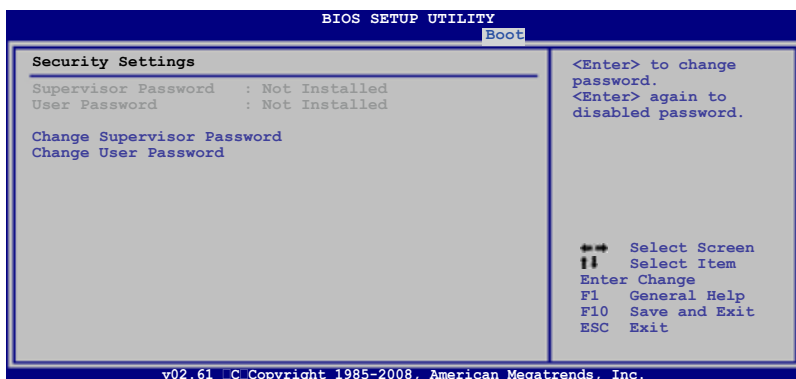 BIOS SETUP UTILITY
Boot
Security Settings
Supervisor Password : Not Installed
User Password : Not Installed
Change Supervisor Password
Change User Password
<Enter> to change
password.
<Enter> again to
disabled password.
Select Screen
Select Item
Enter Change
F1 General Help
F10 Save and Exit
ESC Exit
v02.61 □C□Copyright 1985-2008, American Megatrends, Inc.